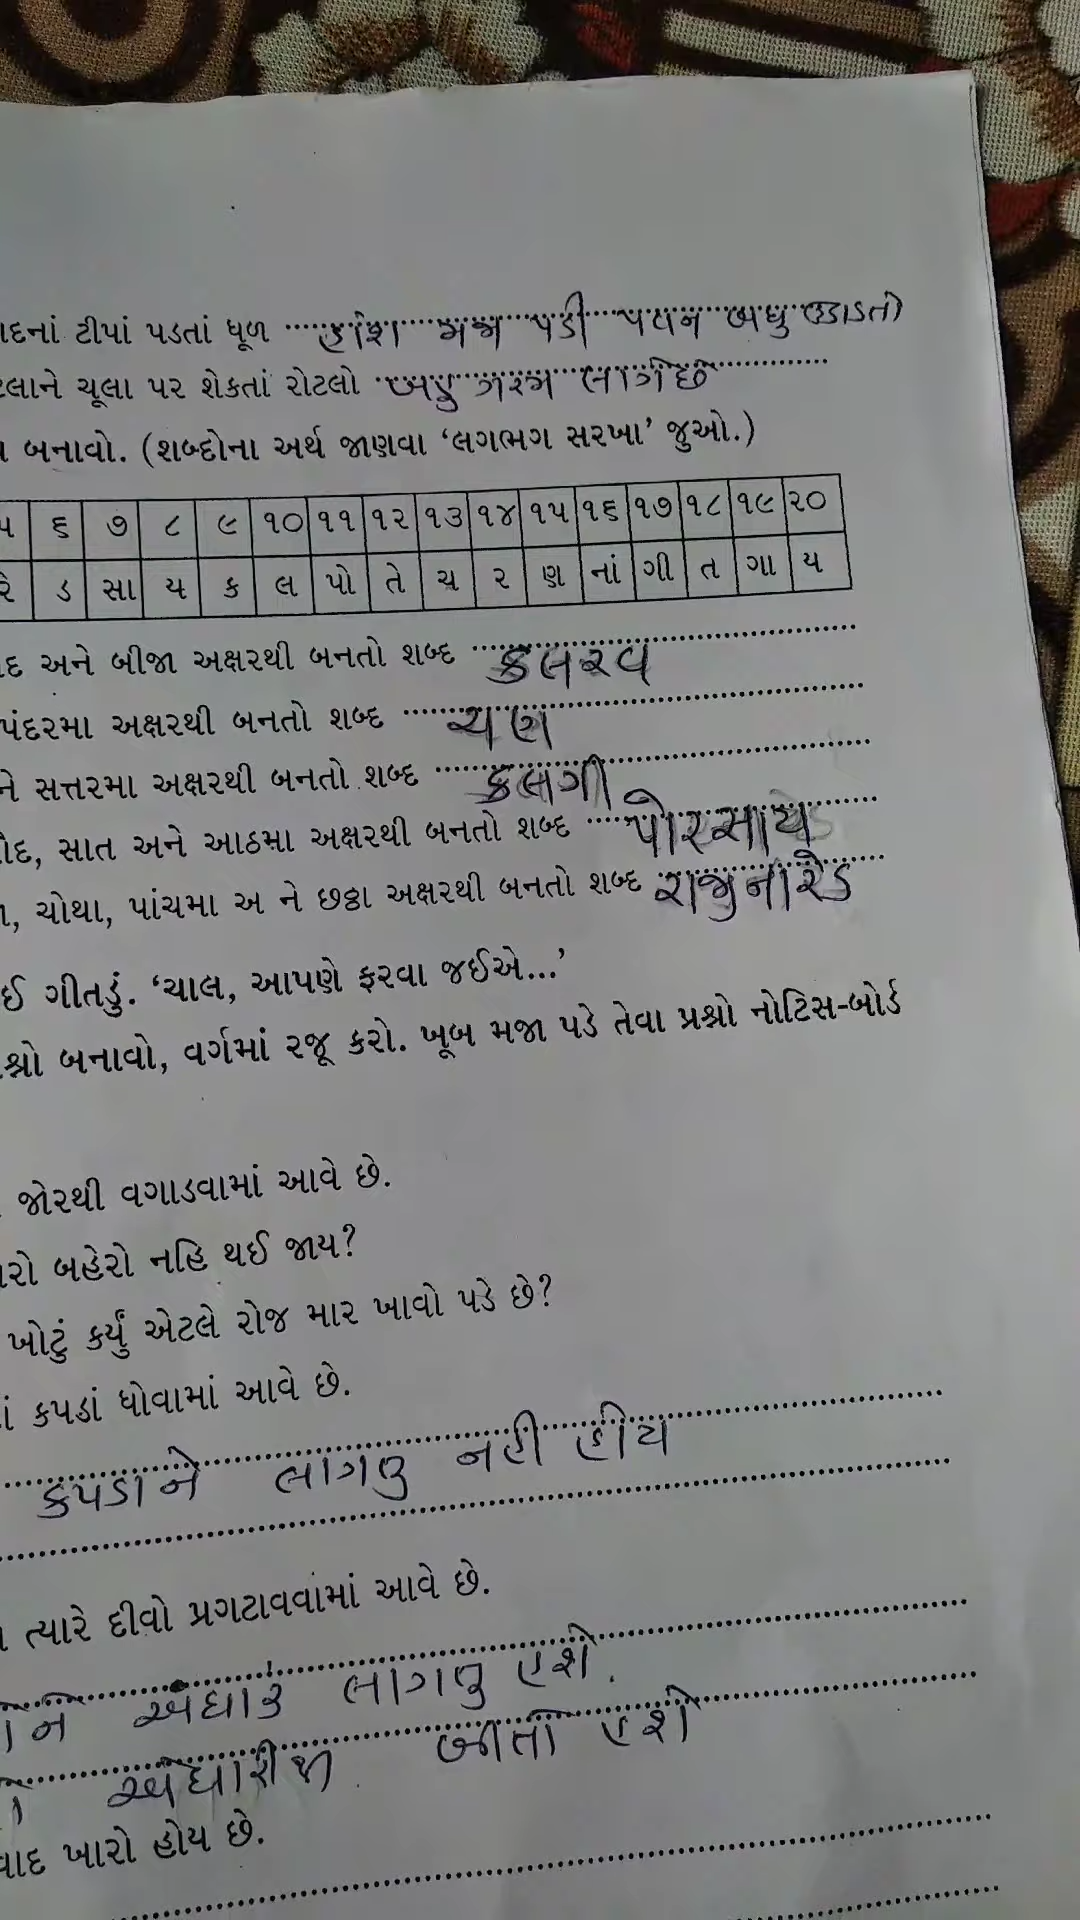 દનાં ટીપાં પડતાં ધૂળ હાંશ મજા પડી પવન બધુ ઉડાડતો
લાને ચૂલા પર શેકતાં રોટલો બહુ ગરમ લાગેછે
બનાવો. (શબ્દોના અર્થ જાણવા ‘લગભગ સરખા’ જુઓ.)
૫ ૬ ૭ ૮ ૯ ૧૦ ૧૧ ૧૨ ૧૩ ૧૪ ૧૫ ૧૬ ૧૭ ૧૮ ૧૯ ૨૦
રે ડ સા ય ક લ પો તે ચ ર ણ નાં ગી ત ગા ય
દ અને બીજા અક્ષરથી બનતો શબ્દ કલરવ
પંદરમા અક્ષરથી બનતો શબ્દ ચણ
ને સત્તરમા અક્ષરથી બનતો શબ્દ કલગી
ૌદ, સાત અને આઠમા અક્ષરથી બનતો શબ્દ પોરસાય
, ચોથા, પાંચમા અ ને છઠ્ઠા અક્ષરથી બનતો શબ્દ રાજુનારેડ
ઈ ગીતડું. ‘ચાલ, આપણે ફરવા જઈએ...’
શ્નો બનાવો, વર્ગમાં રજૂ કરો. ખૂબ મજા પડે તેવા પ્રશ્નો નોટિસ-બોર્ડ
જોરથી વગાડવામાં આવે છે.
રો બહેરો નહિ થઈ જાય?
ખોટું કર્યું એટલે રોજ માર ખાવો પડે છે?
ં કપડાં ધોવામાં આવે છે.
કપડાને લાગતુ નહી હોય
ત્યારે દીવો પ્રગટાવવામાં આવે છે.
ને અંધારુ લાગતુ હશે.
અંધારીજા બીતો હશે
વાદ ખારો હોય છે.